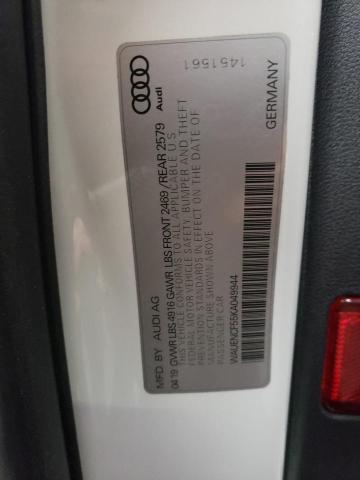 Audi
1451561
MFD. BY AUDI AG
04.19 GVWR LBS 4916 GAWR LBS FRONT 2469/REAR 2579
THIS VEHICLE CONFORMS TO ALL APPLICABLE U S
FEDERAL MOTOR VEHICLE SAFETY, BUMPER AND THEFT
PREVENTION STANDARDS IN EFFECT ON THE DATE OF
MANUFACTURE SHOWN ABOVE
PASSENGER CAR
WAUENCF55KA049944
GERMANY